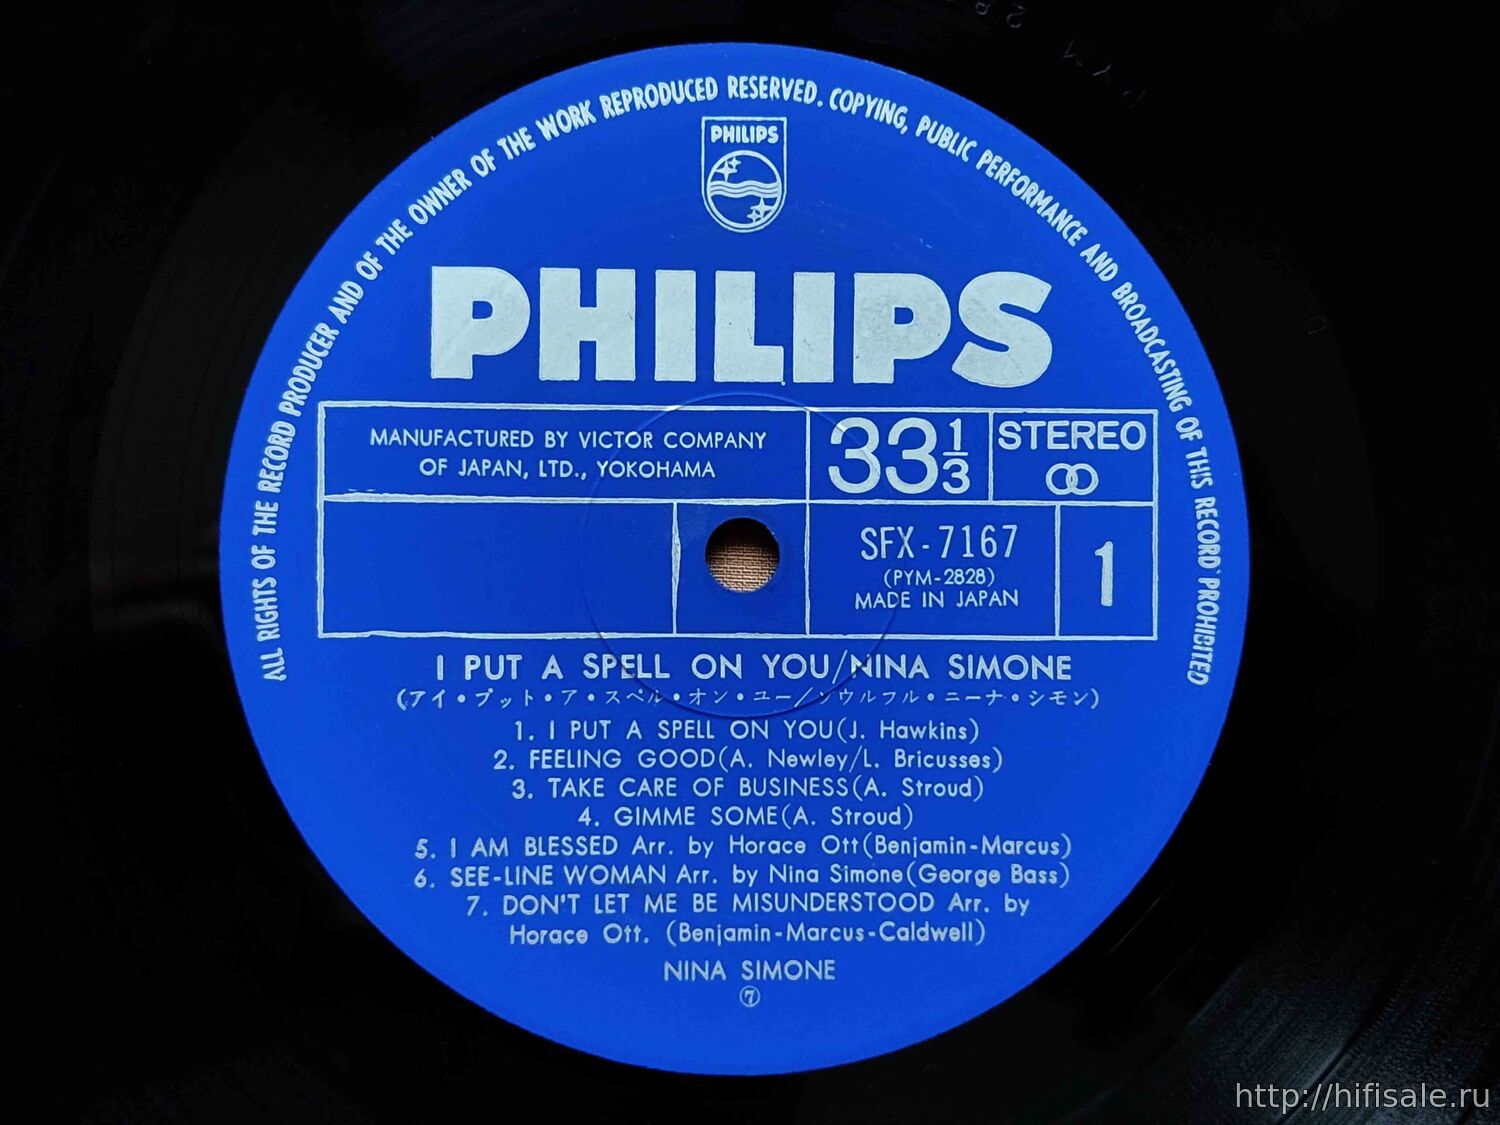 ALL RIGHTS OF THE RECORD PRODUCER AND OF THE OWNER OF THE WORK REPRODUCED RESERVED. COPYING, PUBLIC PERFORMANCE AND BROADCASTING OF THIS RECORD PROHIBITED
PHILIPS
PHILIPS
MANUFACTURED BY VICTOR COMPANY
OF JAPAN, LTD., YOKOHAMA
33 1/3
STEREO
SFX-7167
(PYM-2828)
MADE IN JAPAN
1
I PUT A SPELL ON YOU/NINA SIMONE
(アイ・プット・ア・スペル・オン・ユー/ソウルフル・ニーナ・シモン)
1. I PUT A SPELL ON YOU(J. Hawkins)
2. FEELING GOOD(A. Newley/L. Bricusses)
3. TAKE CARE OF BUSINESS(A. Stroud)
4. GIMME SOME(A. Stroud)
5. I AM BLESSED Arr. by Horace Ott(Benjamin-Marcus)
6. SEE-LINE WOMAN Arr. by Nina Simone(George Bass)
7. DON'T LET ME BE MISUNDERSTOOD Arr. by
Horace Ott. (Benjamin-Marcus-Caldwell)
NINA SIMONE
⑦
http://hifisale.ru